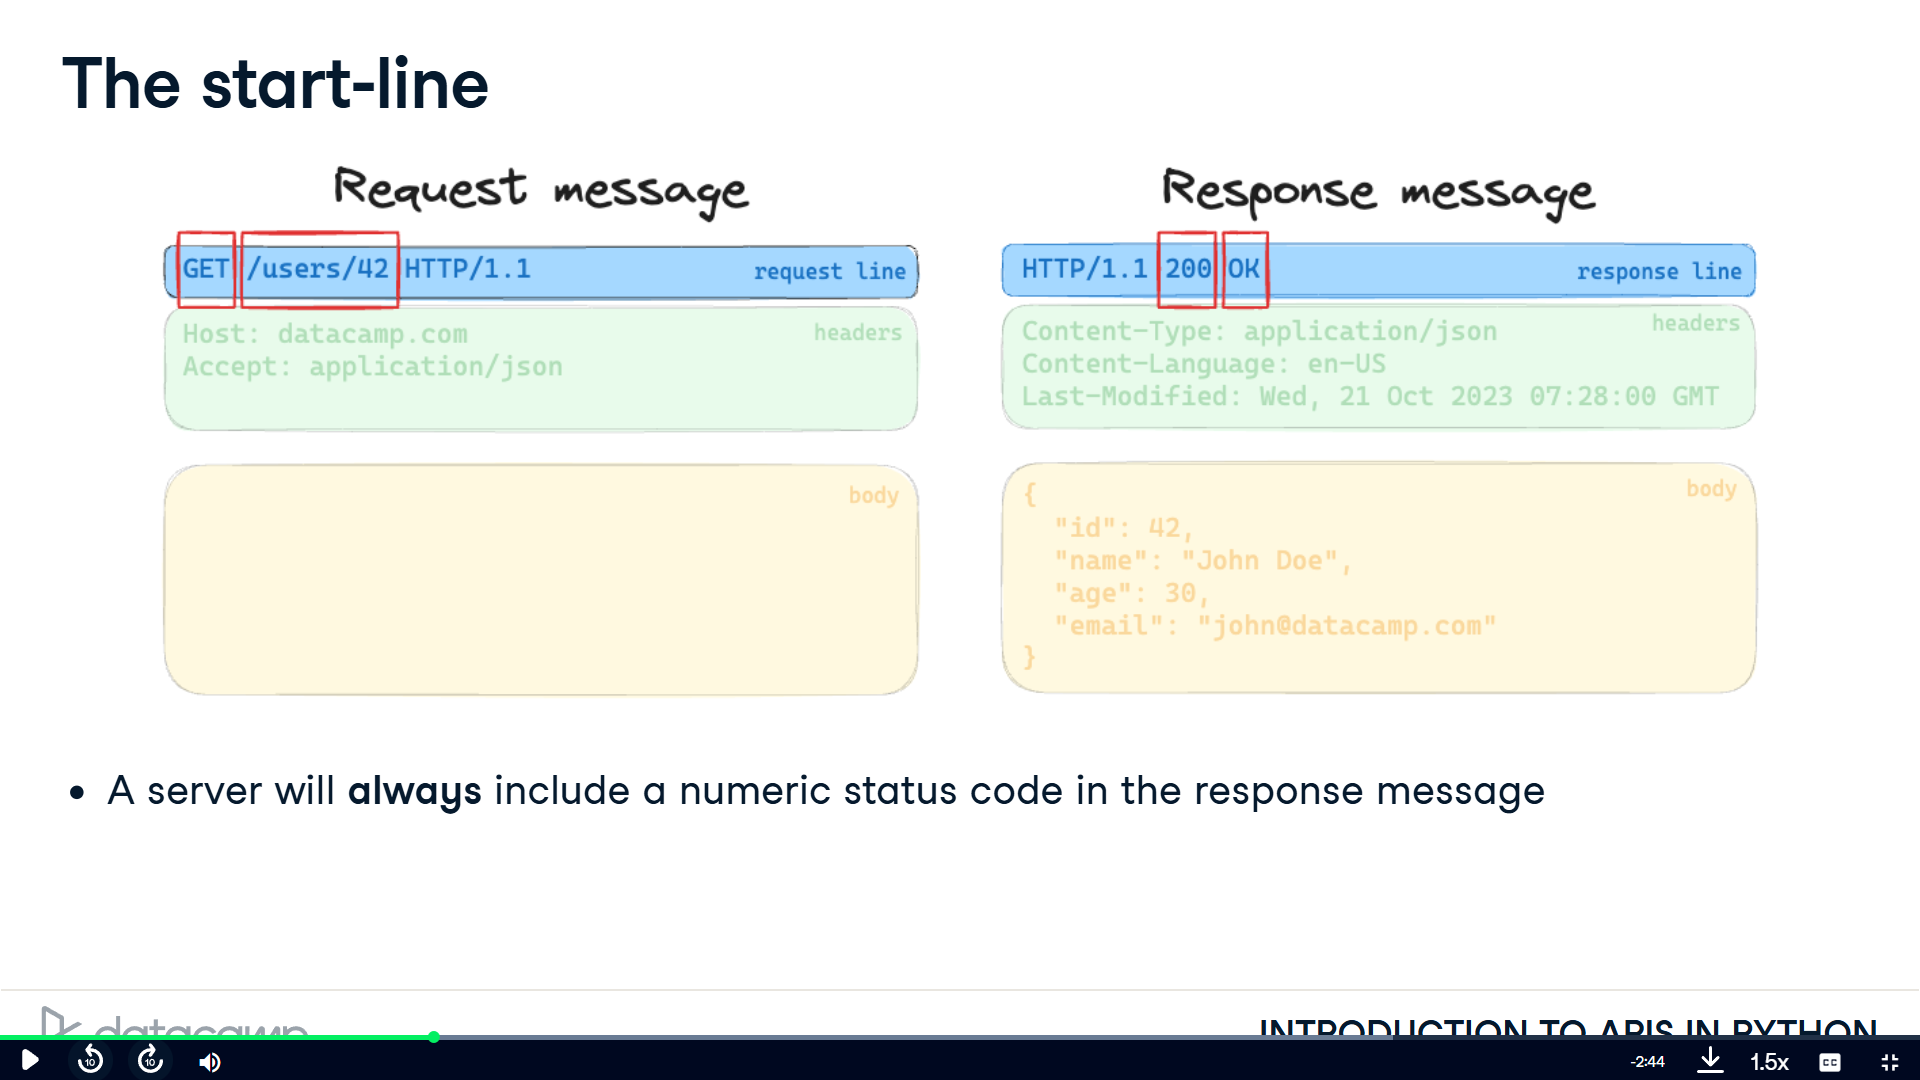 The start-line
Request message
GET /users/42 HTTP/1.1 request line
Host: datacamp.com headers
Accept: application/json
body
Response message
HTTP/1.1 200 OK response line
Content-Type: application/json headers
Content-Language: en-US
Last-Modified: Wed, 21 Oct 2023 07:28:00 GMT
{ body
"id": 42,
"name": "John Doe",
"age": 30,
"email": "john@datacamp.com"
}
• A server will always include a numeric status code in the response message
datacamp
INTRODUCTION TO APIS IN PYTHON
10 10 -2:44 1.5x CC